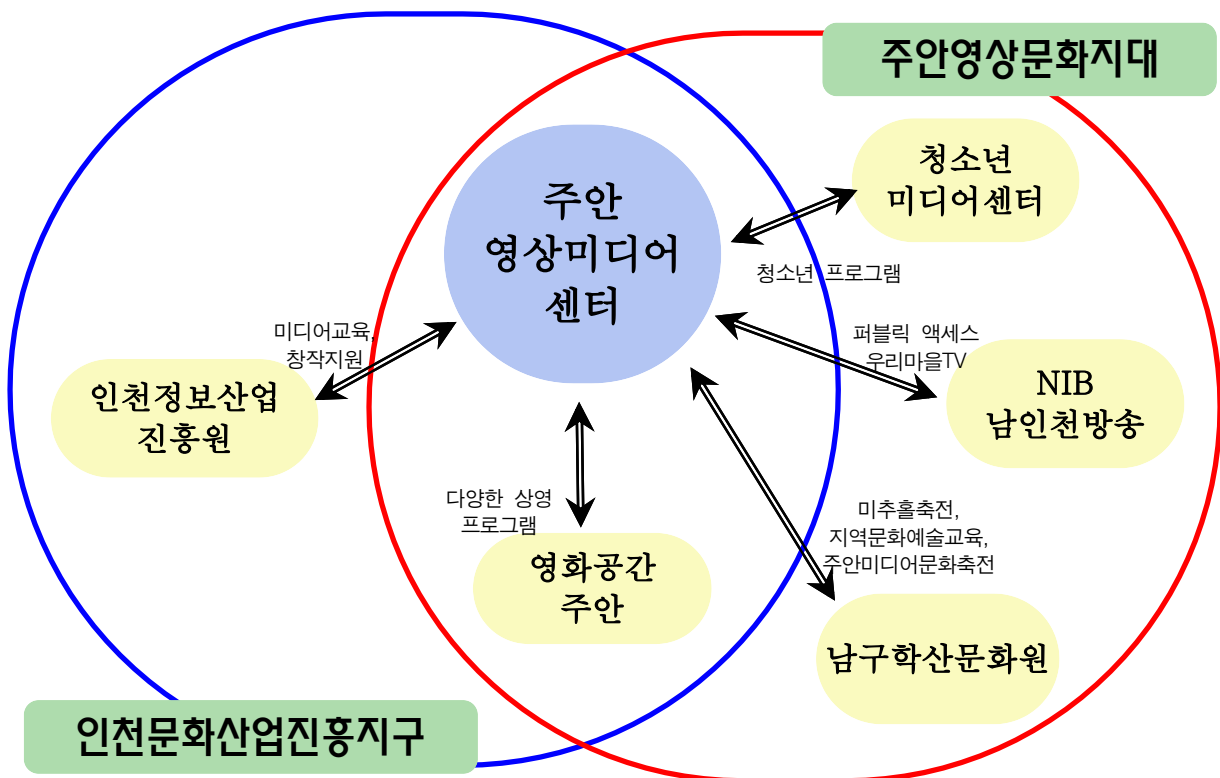 주안영상문화지대
청소년
미디어센터
주안
영상미디어
센터
청소년 프로그램
미디어교육,
창작지원
퍼블릭 액세스
우리마을TV
인천정보산업
진흥원
NIB
남인천방송
다양한 상영
프로그램
미추홀축전,
지역문화예술교육,
주안미디어문화축전
영화공간
주안
남구학산문화원
인천문화산업진흥지구